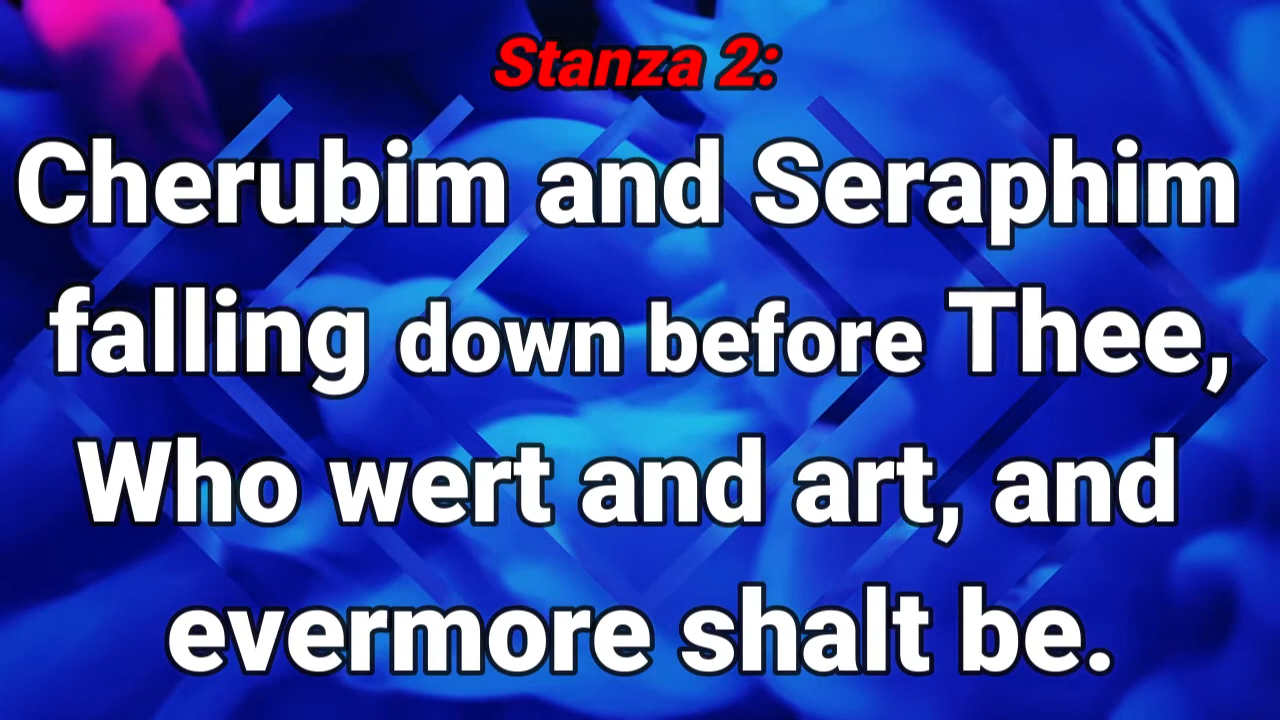 Stanza 2:
Cherubim and Seraphim
falling down before Thee,
Who wert and art, and
evermore shalt be.